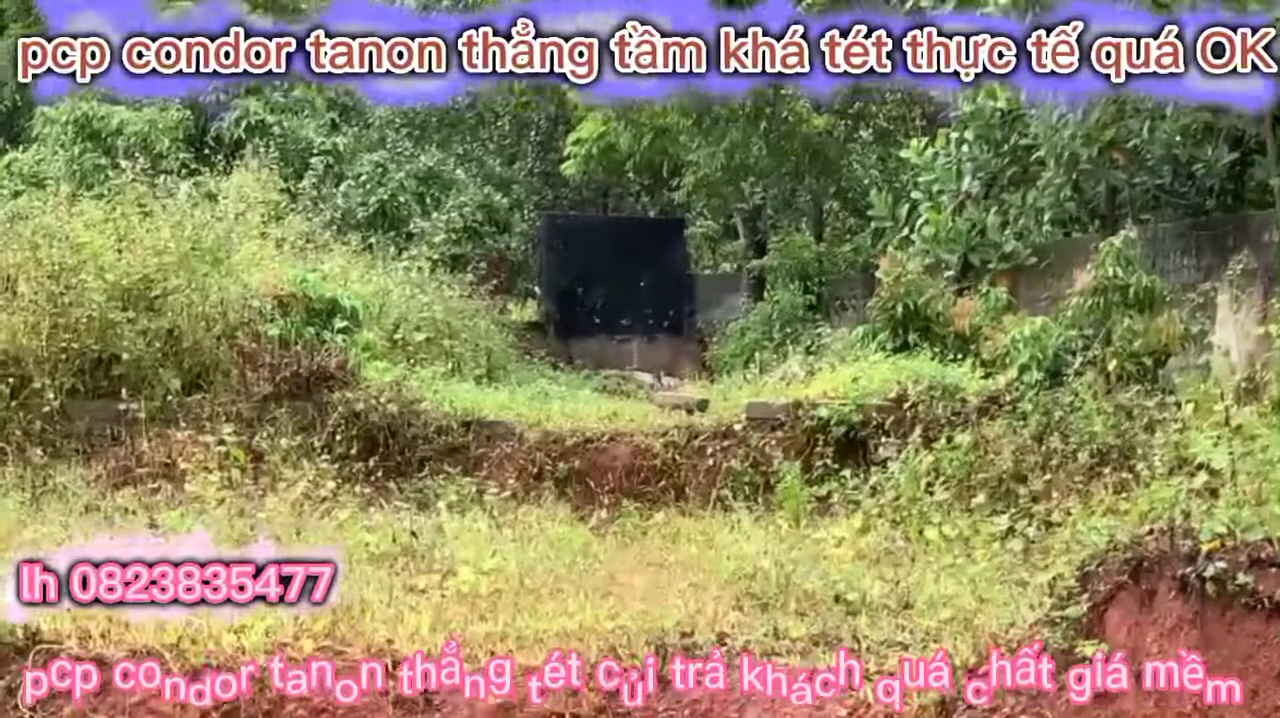 pcp condor tanon thẳng tầm khá tét thực tế quá OK
lh 0823835477
pcp condor tanon thẳng tét củi trả khách quá chất giá mềm